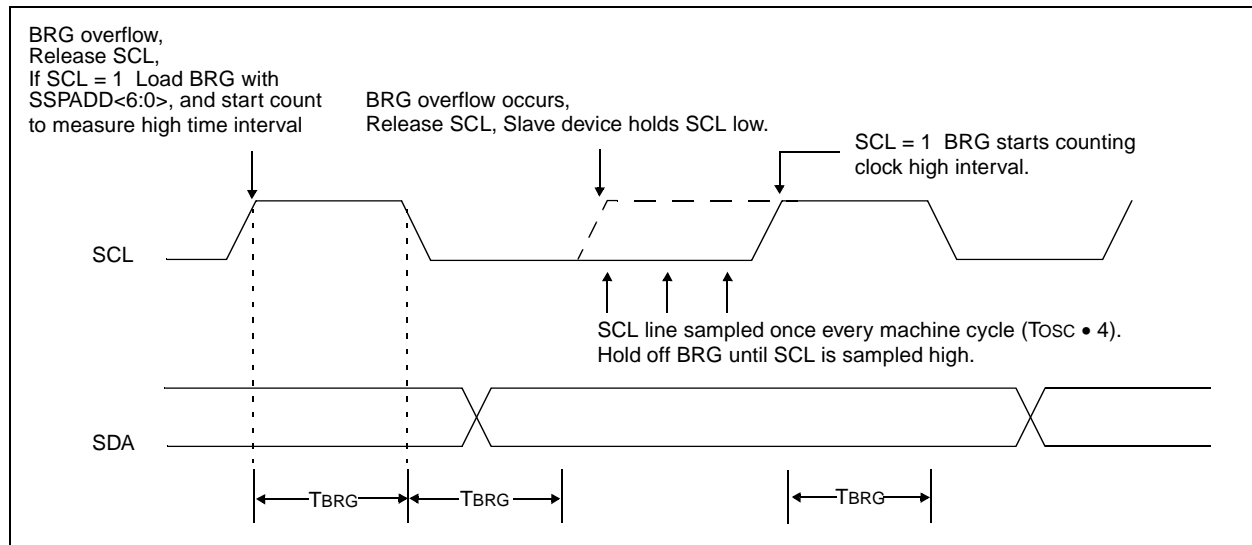 BRG overflow,
Release SCL,
If SCL = 1 Load BRG with
SSPADD<6:0>, and start count
to measure high time interval
BRG overflow occurs,
Release SCL, Slave device holds SCL low.
SCL = 1 BRG starts counting
clock high interval.
SCL
SCL line sampled once every machine cycle (TOSC • 4).
Hold off BRG until SCL is sampled high.
SDA
TBRG
TBRG
TBRG